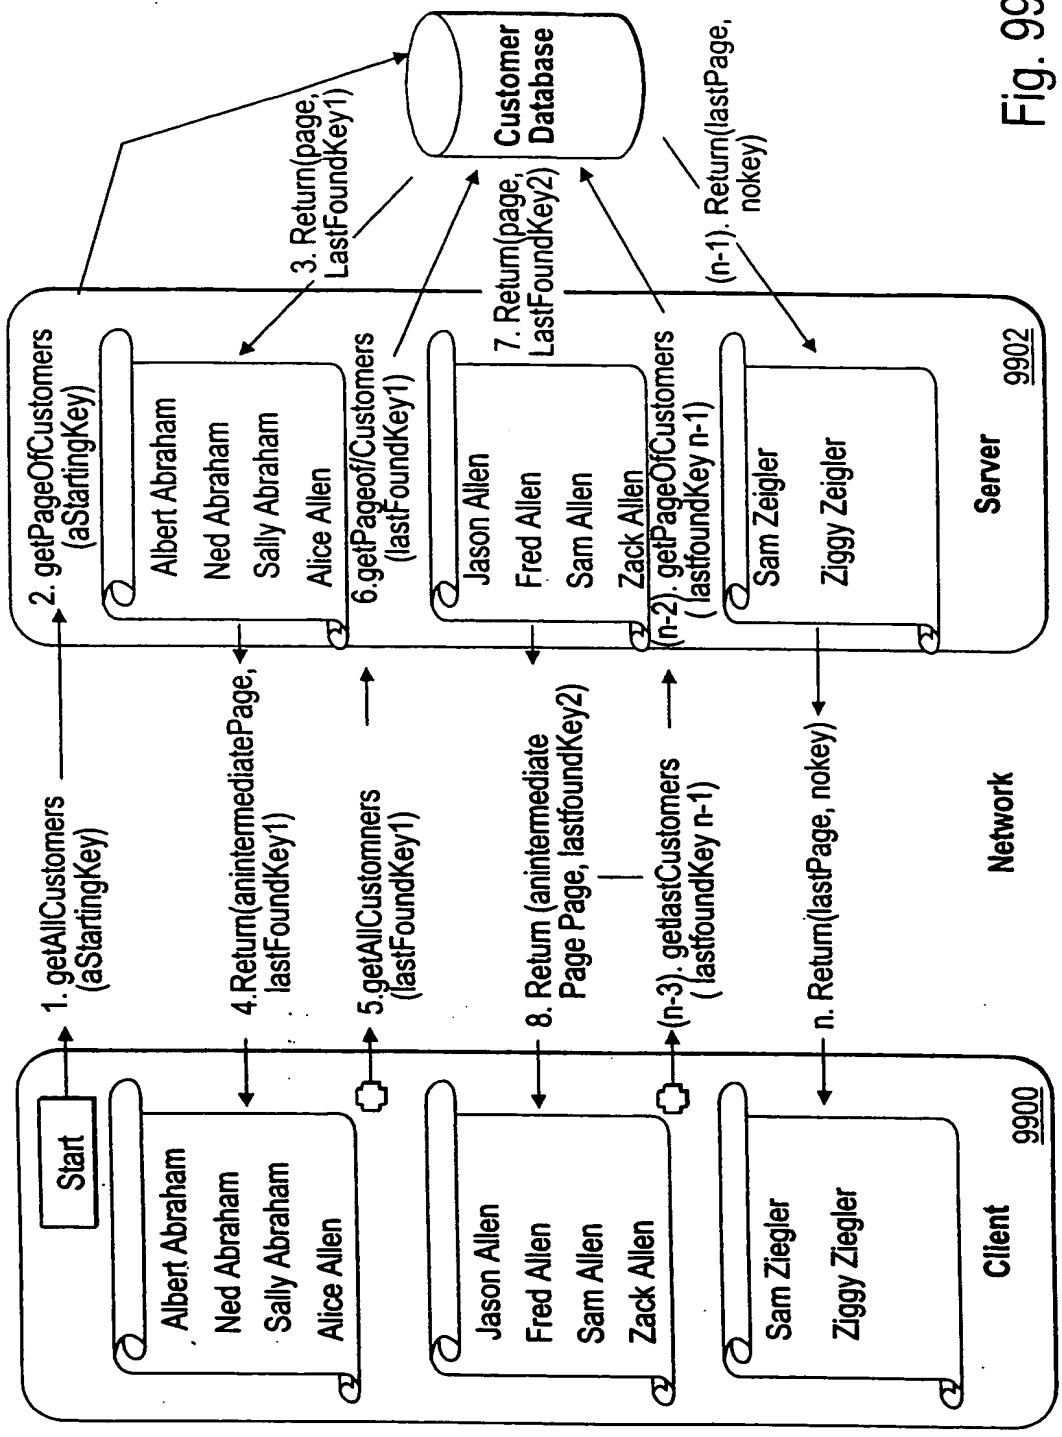 Start
Albert Abraham
Ned Abraham
Sally Abraham
Alice Allen
Jason Allen
Fred Allen
Sam Allen
Zack Allen
Sam Ziegler
Ziggy Ziegler
Client
9900
1. getAllCustomers
(aStartingKey)
4.Return(anintermediatePage,
lastFoundKey1)
5.getAllCustomners
(lastFoundKey1)
8. Return (anintermediate
Page Page, lastfoundKey2)
(n-3). getlastCustomers
( lastfoundKey n-1)
n. Return(lastPage, nokey)
Network
2. getPageOfCustomers
(aStartingKey)
Albert Abraham
Ned Abraham
Sally Abraham
Alice Allen
6.getPageof/Customers
(lastFoundKey1)
Jason Allen
Fred Allen
Sam Allen
Zack Allen
(n-2). getPageOfCustomers
( lastfoundKey n-1)
Sam Zeigler
Ziggy Zeigler
Server
9902
3. Return(page,
LastFoundKey1)
7. Return(page,
LastFoundKey2)
(n-1). Return(lastPage,
nokey)
Customer
Database
Fig. 99